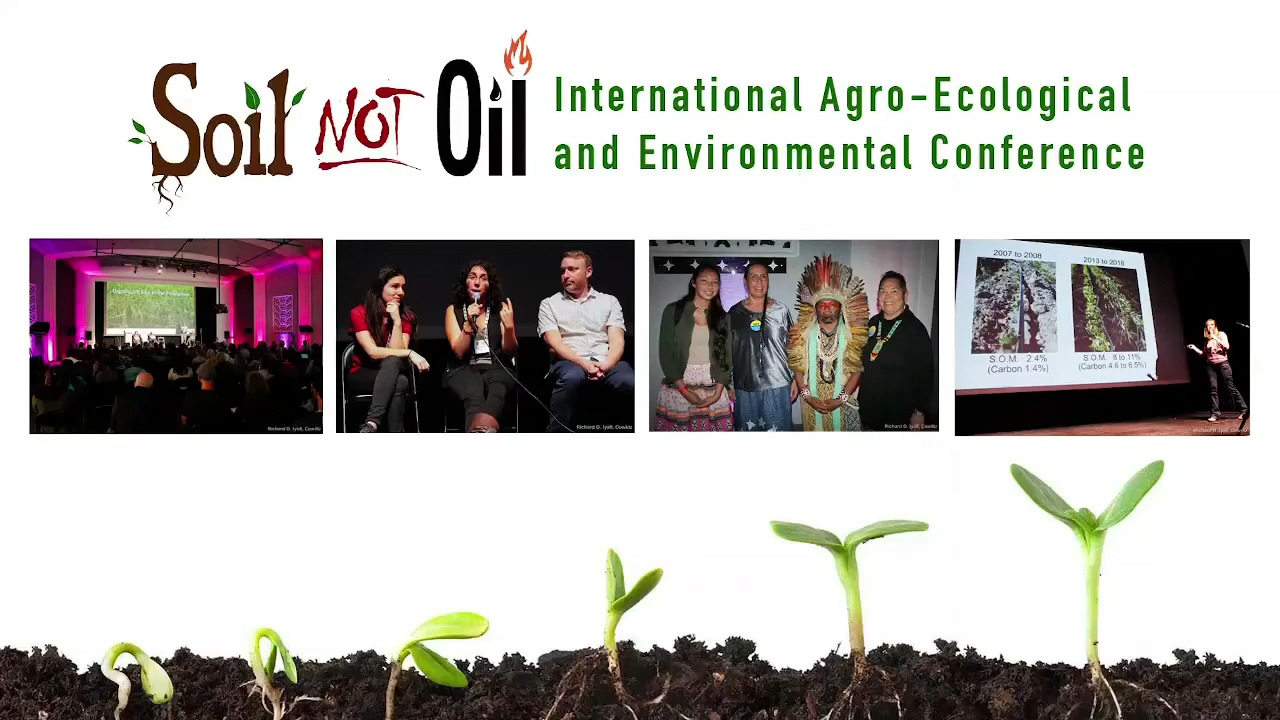 Soil NOT Oil
International Agro-Ecological
and Environmental Conference
2007 to 2008
2013 to 2016
S.O.M. 2.4%
(Carbon 1.4%)
S.O.M. 8 to 11%
(Carbon 4.6 to 6.5%)